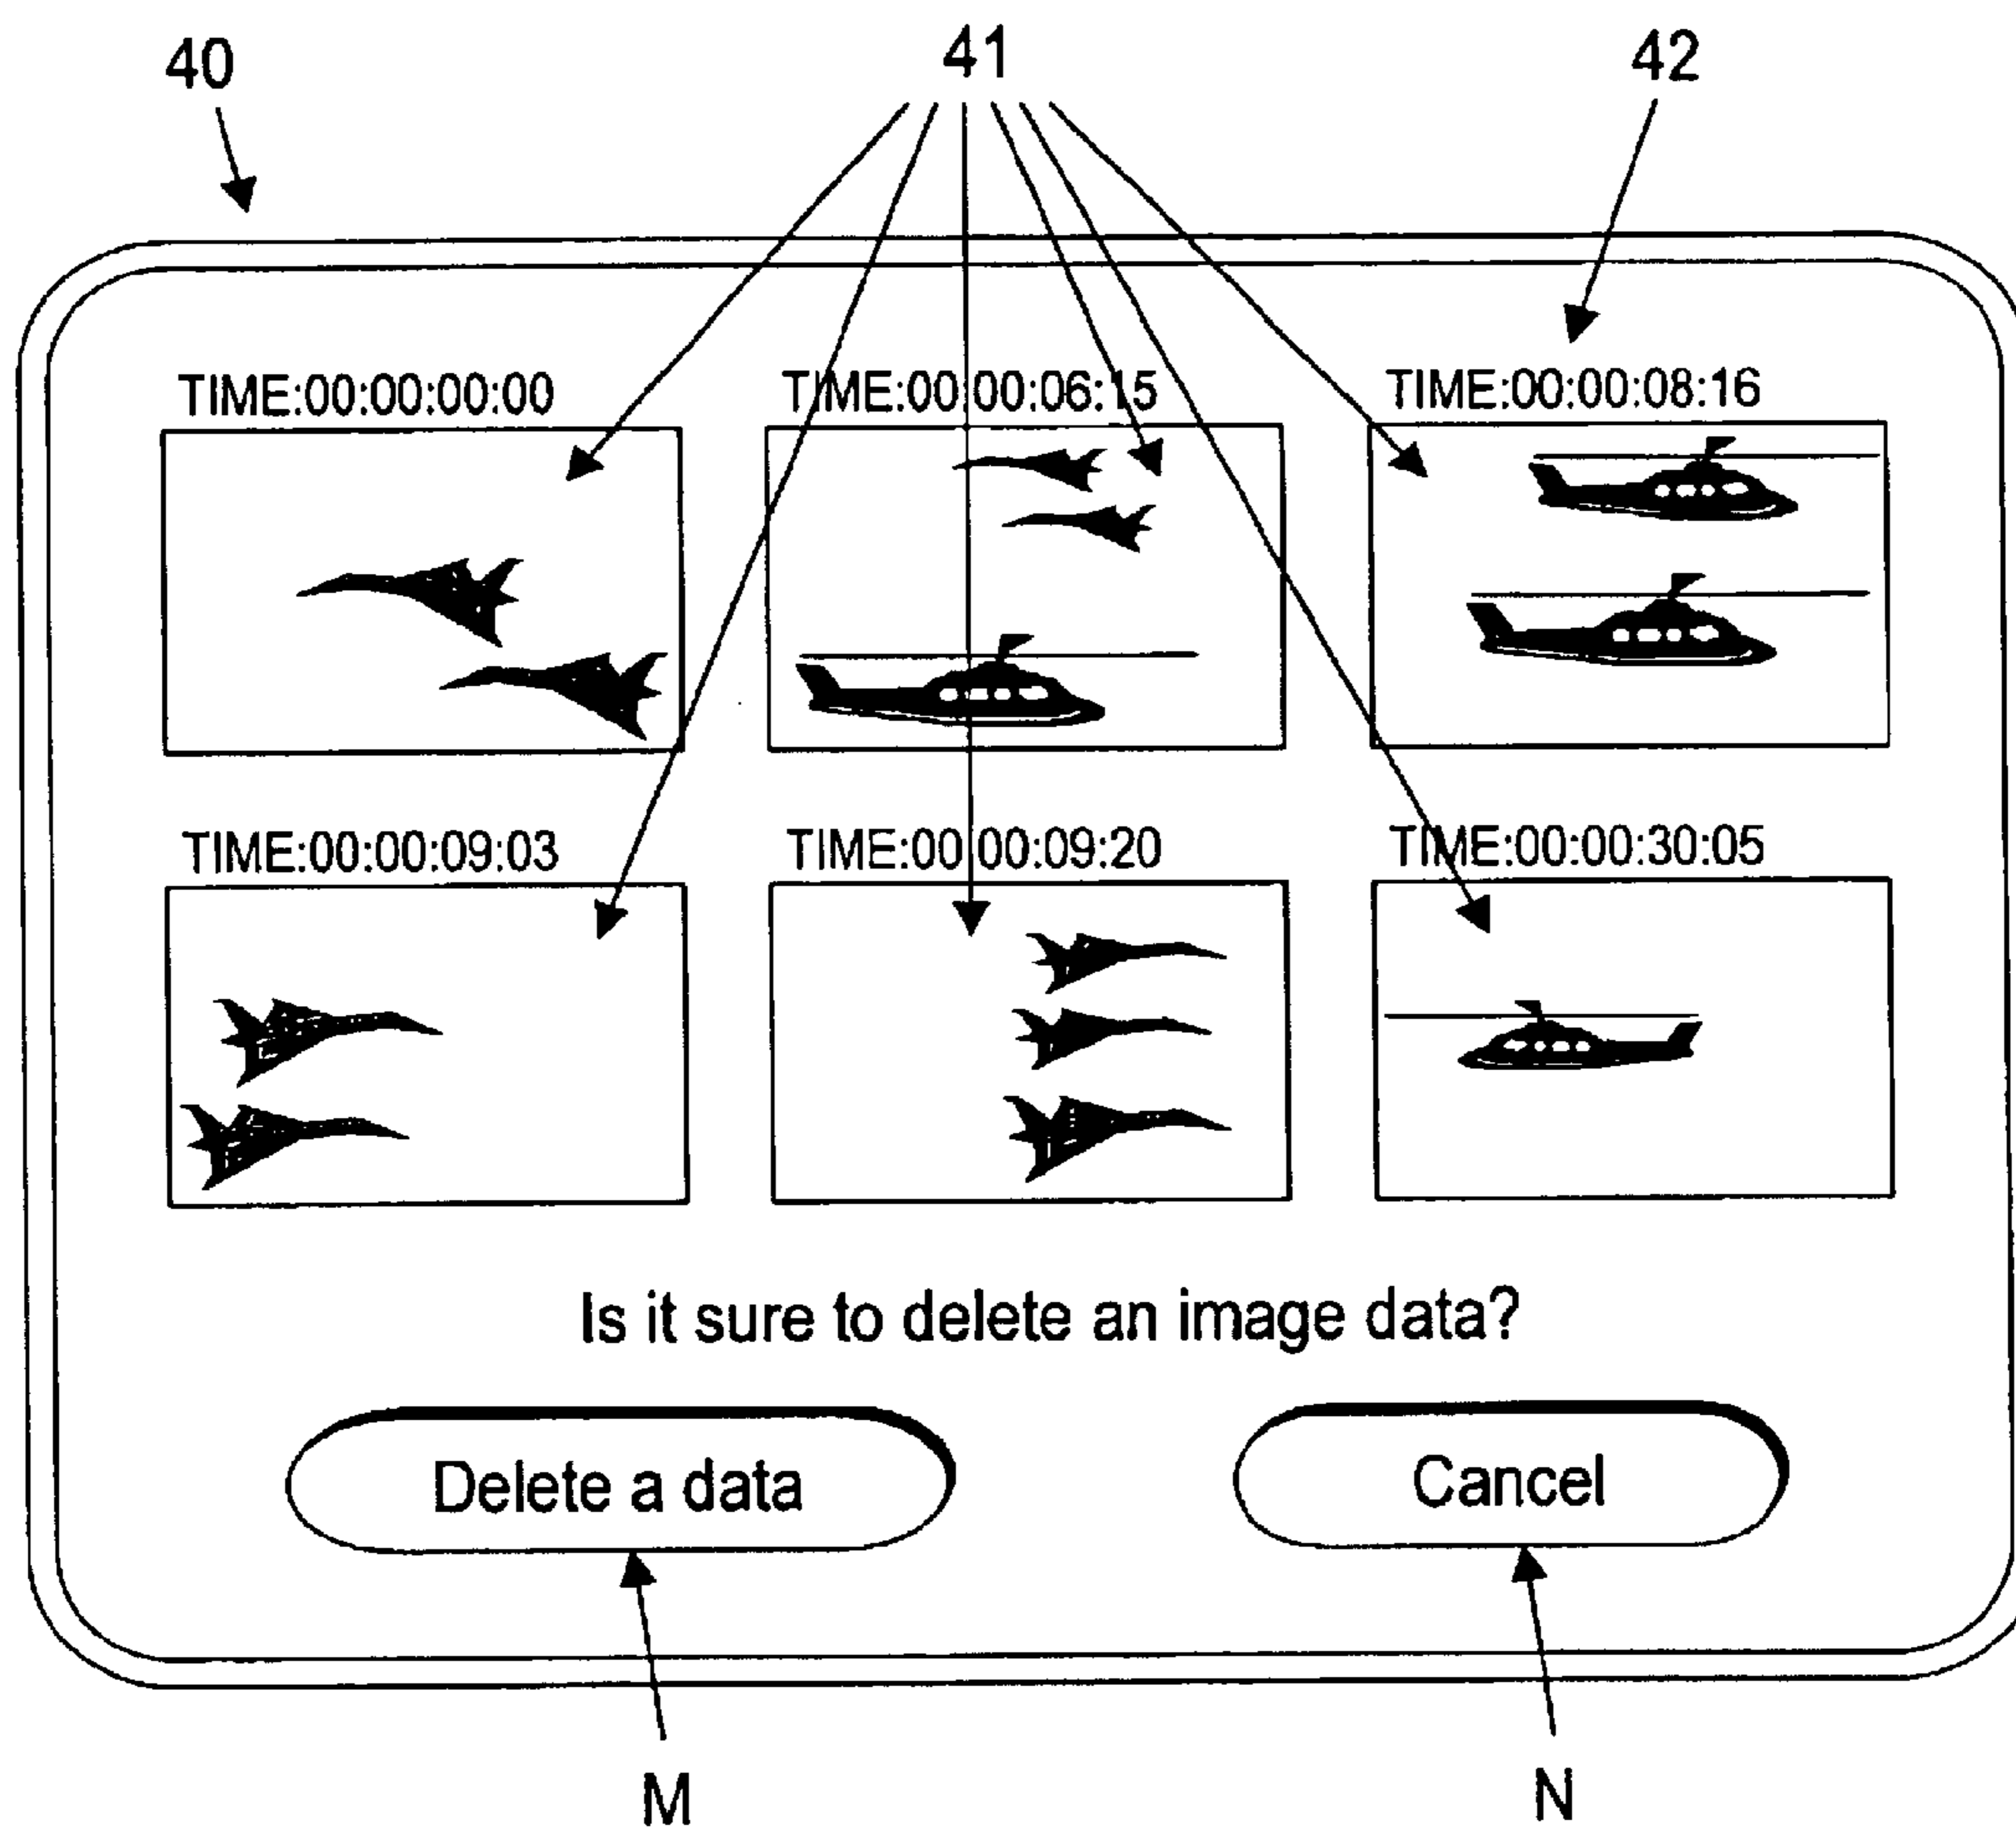 40 41 42
TIME:00:00:00:00 TIME:00:00:06:15 TIME:00:00:08:16
TIME:00:00:09:03 TIME:00:00:09:20 TIME:00:00:30:05
Is it sure to delete an image data?
Delete a data Cancel
M N